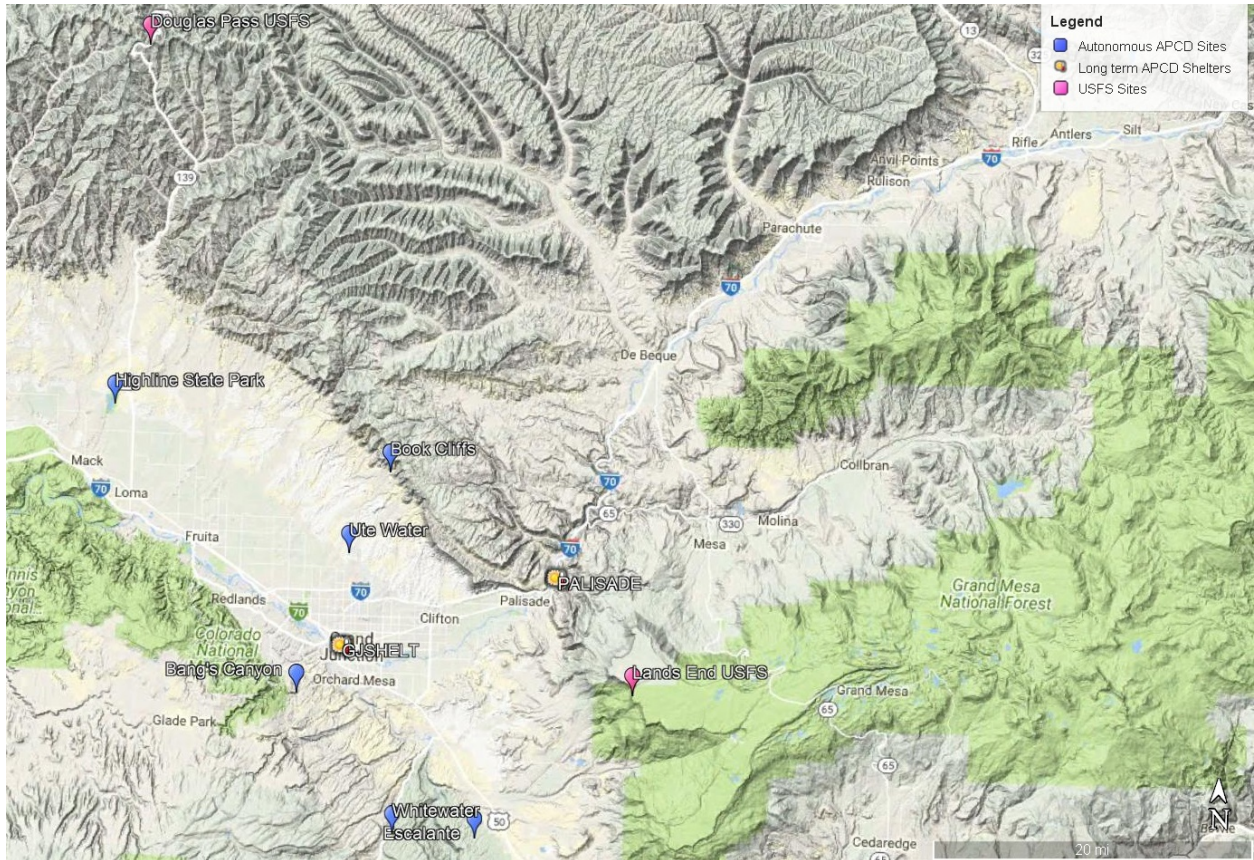 Douglas Pass USFS
Legend
Autonomous APCD Sites
Long term APCD Shelters
USFS Sites
13
32
Rifle
Antlers
Silt
Anvil Points
70
Rulison
139
Parachute
70
De Beque
Highline State Park
Book Cliffs
Mack
Collbran
70
Loma
70
65
330
Molina
Ute Water
Fruita
Mesa
70
PALISADE
Grand Mesa
National Forest
70
Redlands
Palisade
70
Clifton
Colorado
National
Grand
Junction
GJSHELT
Bang's Canyon
Orchard Mesa
Lands End USFS
Grand Mesa
65
Glade Park
65
Whitewater
Escalante
50
N
Cedaredge
65
20 mi